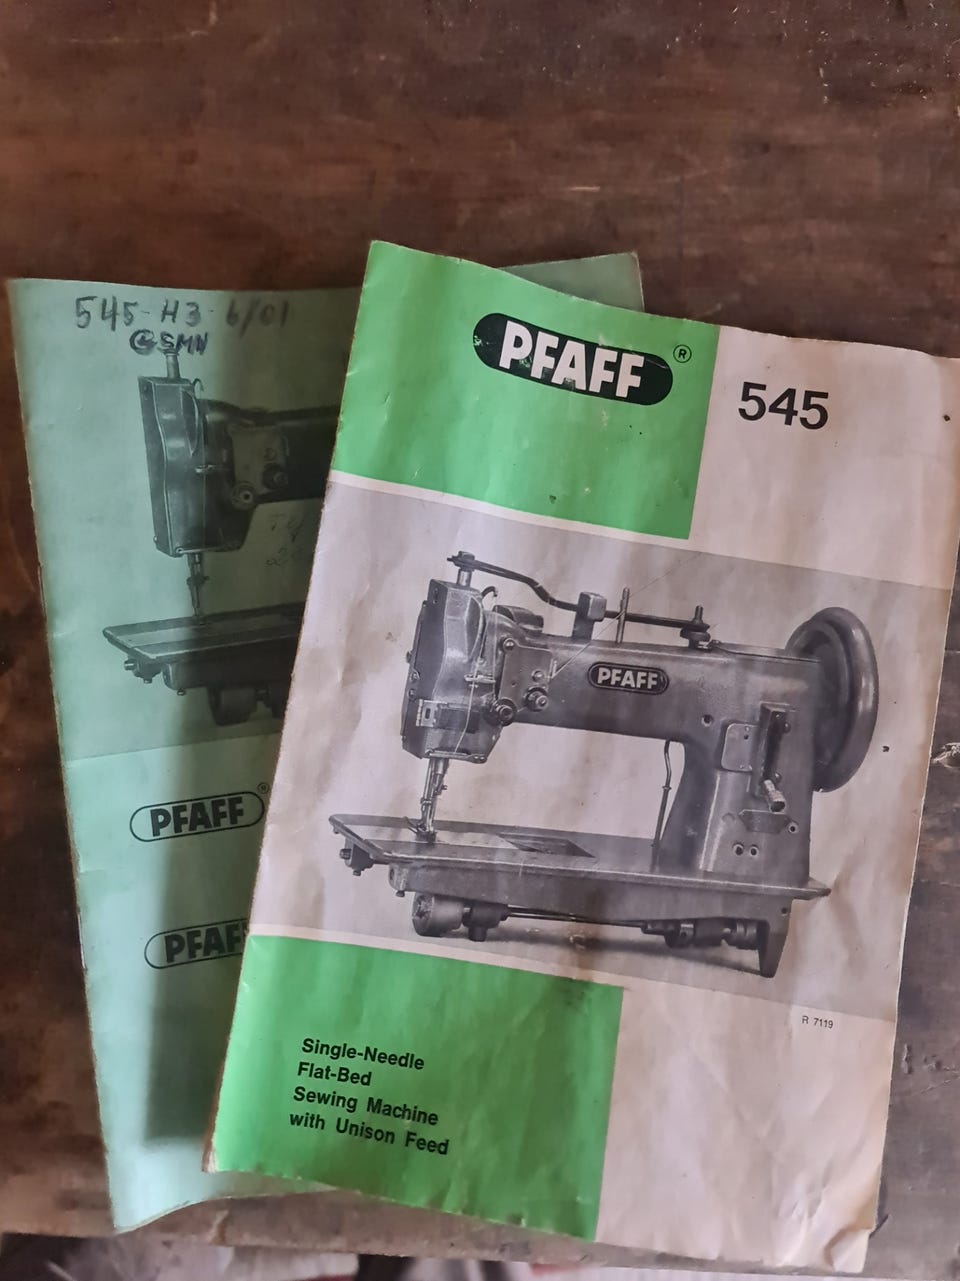 545-H3-6/01
PFAFF ®
PFAFF
PFAFF ®
545
PFAFF
R 7119
Single-Needle
Flat-Bed
Sewing Machine
with Unison Feed